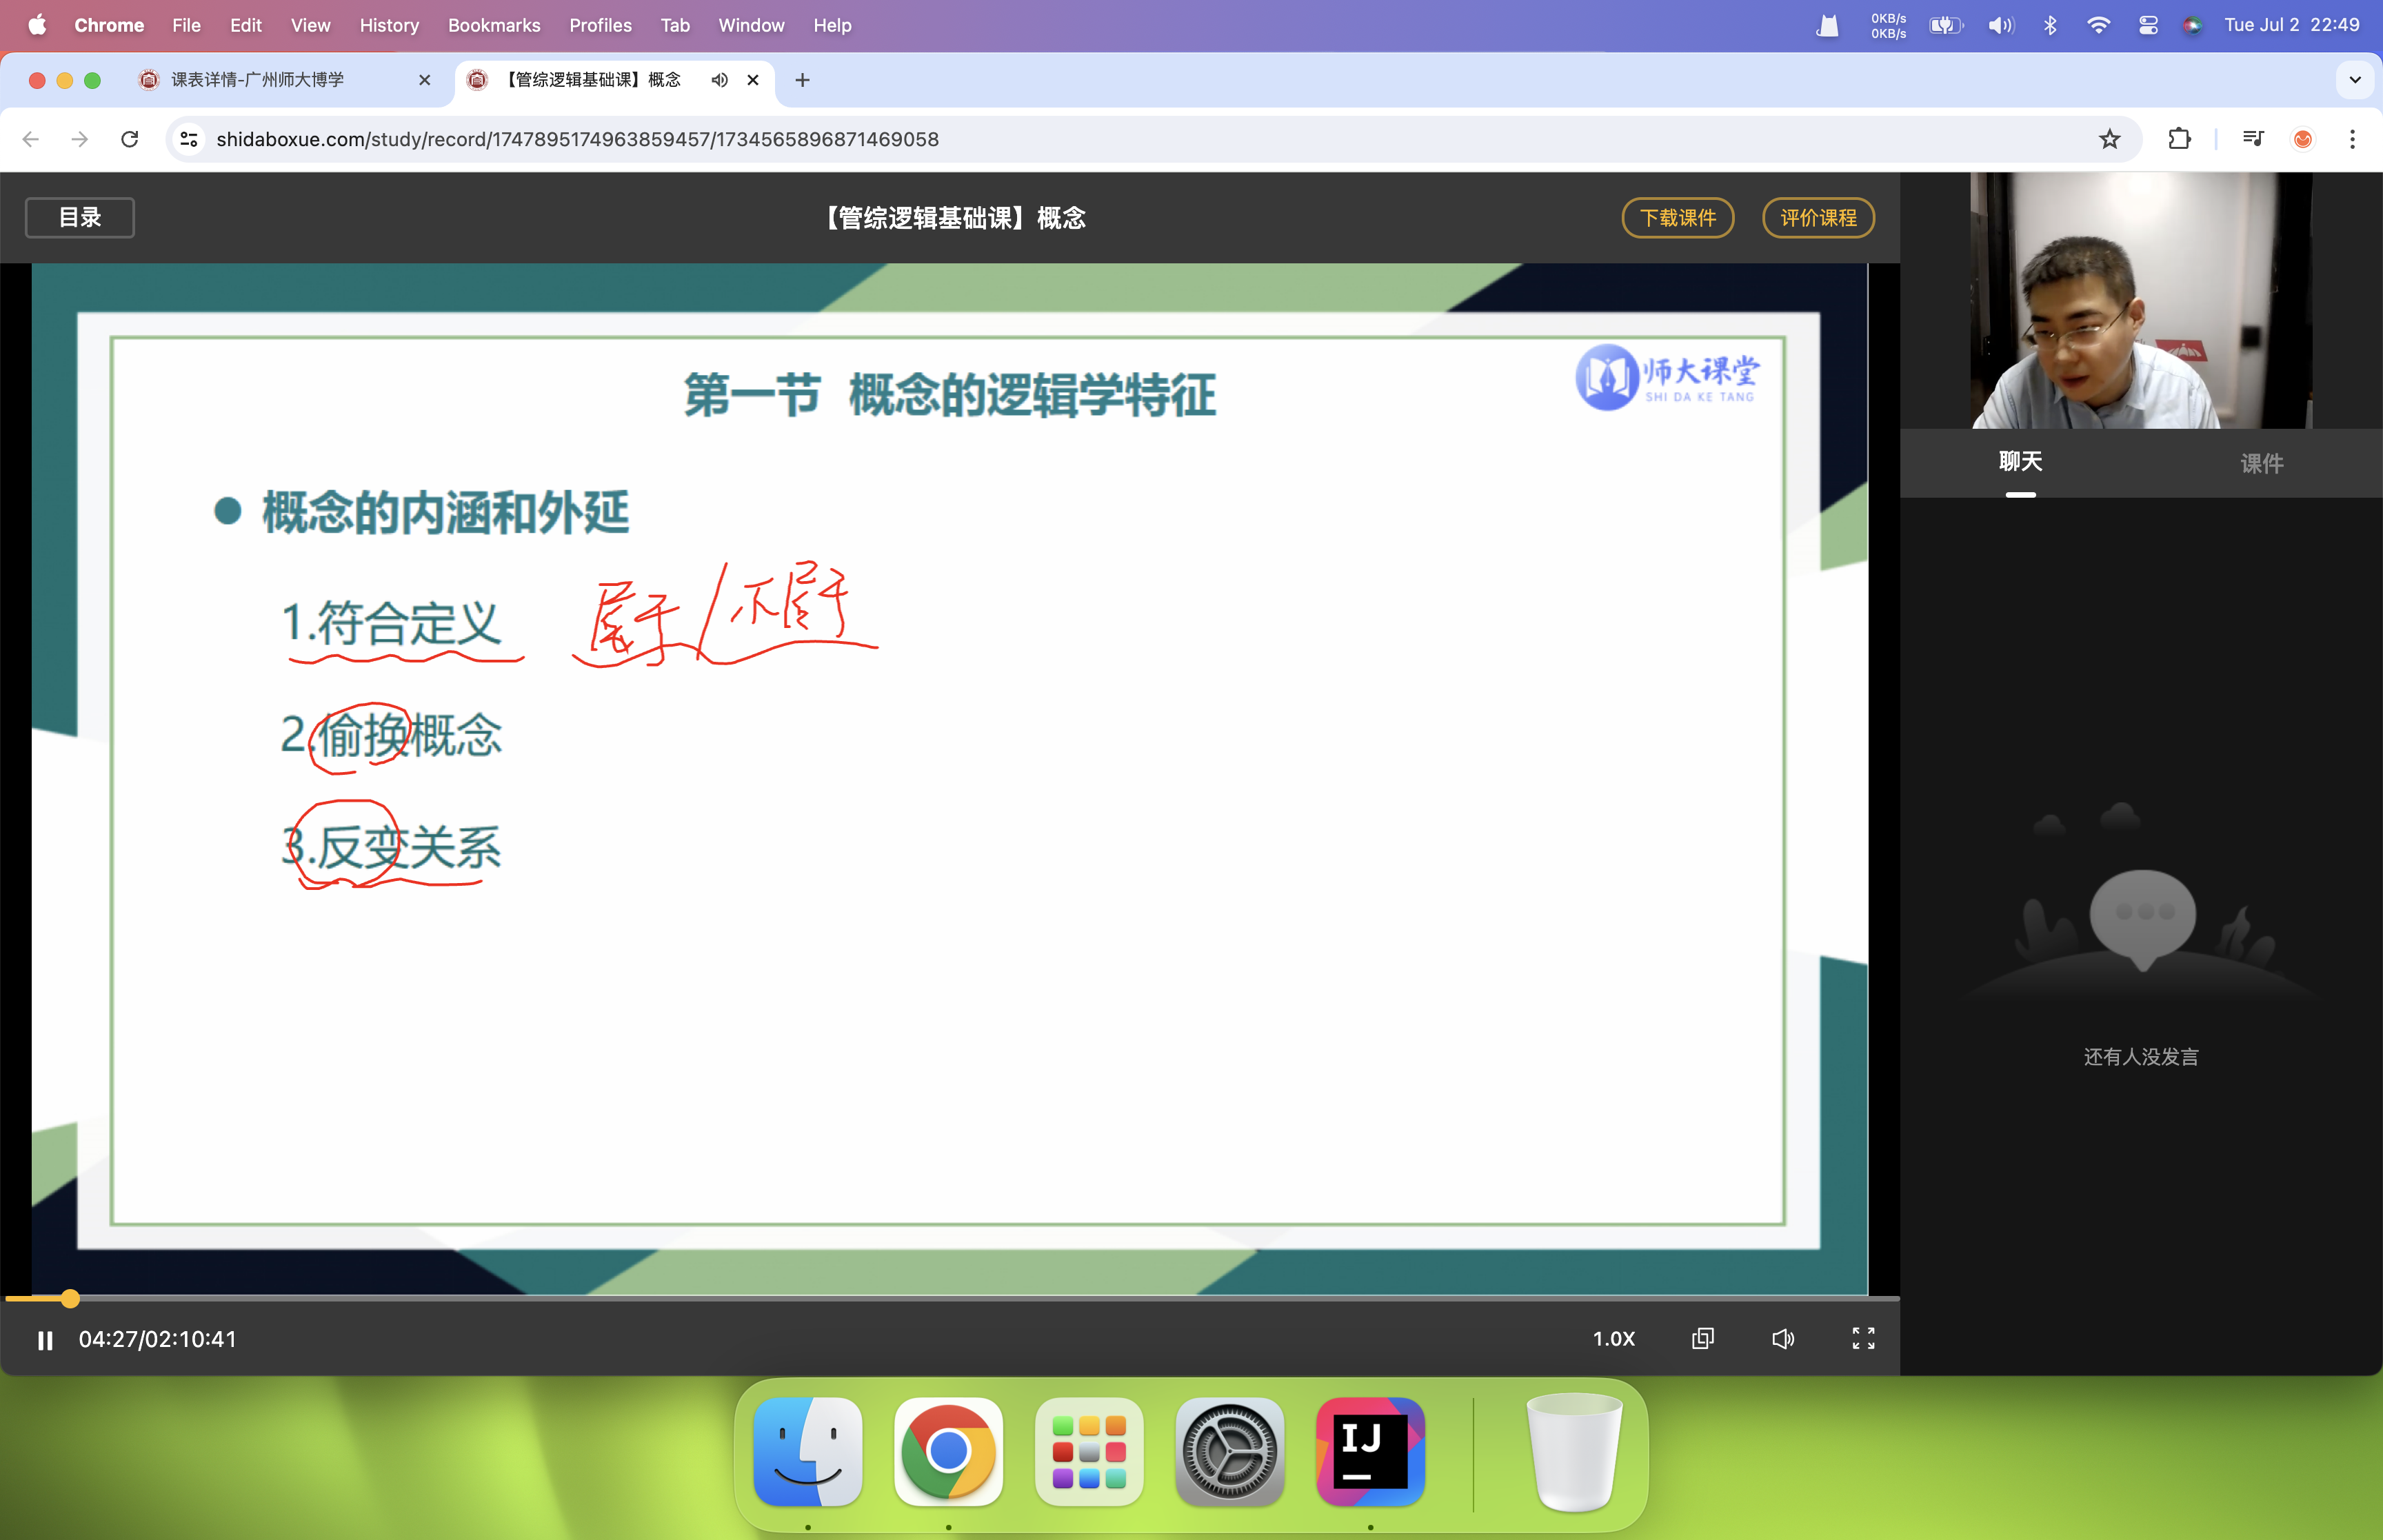 Chrome File Edit View History Bookmarks Profiles Tab Window Help
0KB/s
0KB/s
Tue Jul 2 22:49
课表详情-广州师大博学
【管综逻辑基础课】概念
shidaboxue.com/study/record/1747895174963859457/1734565896871469058
目录
【管综逻辑基础课】概念
下载课件
评价课程
第一节 概念的逻辑学特征
师大课堂
SHI DA KE TANG
聊天
课件
概念的内涵和外延
1.符合定义
属于/不属于
2.偷换概念
3.反变关系
还有人没发言
04:27/02:10:41
1.0X
IJ